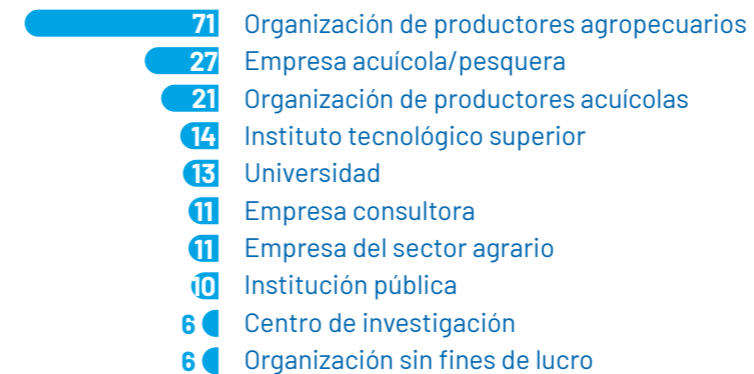 71 Organización de productores agropecuarios
27 Empresa acuícola/pesquera
21 Organización de productores acuícolas
14 Instituto tecnológico superior
13 Universidad
11 Empresa consultora
11 Empresa del sector agrario
10 Institución pública
6 Centro de investigación
6 Organización sin fines de lucro